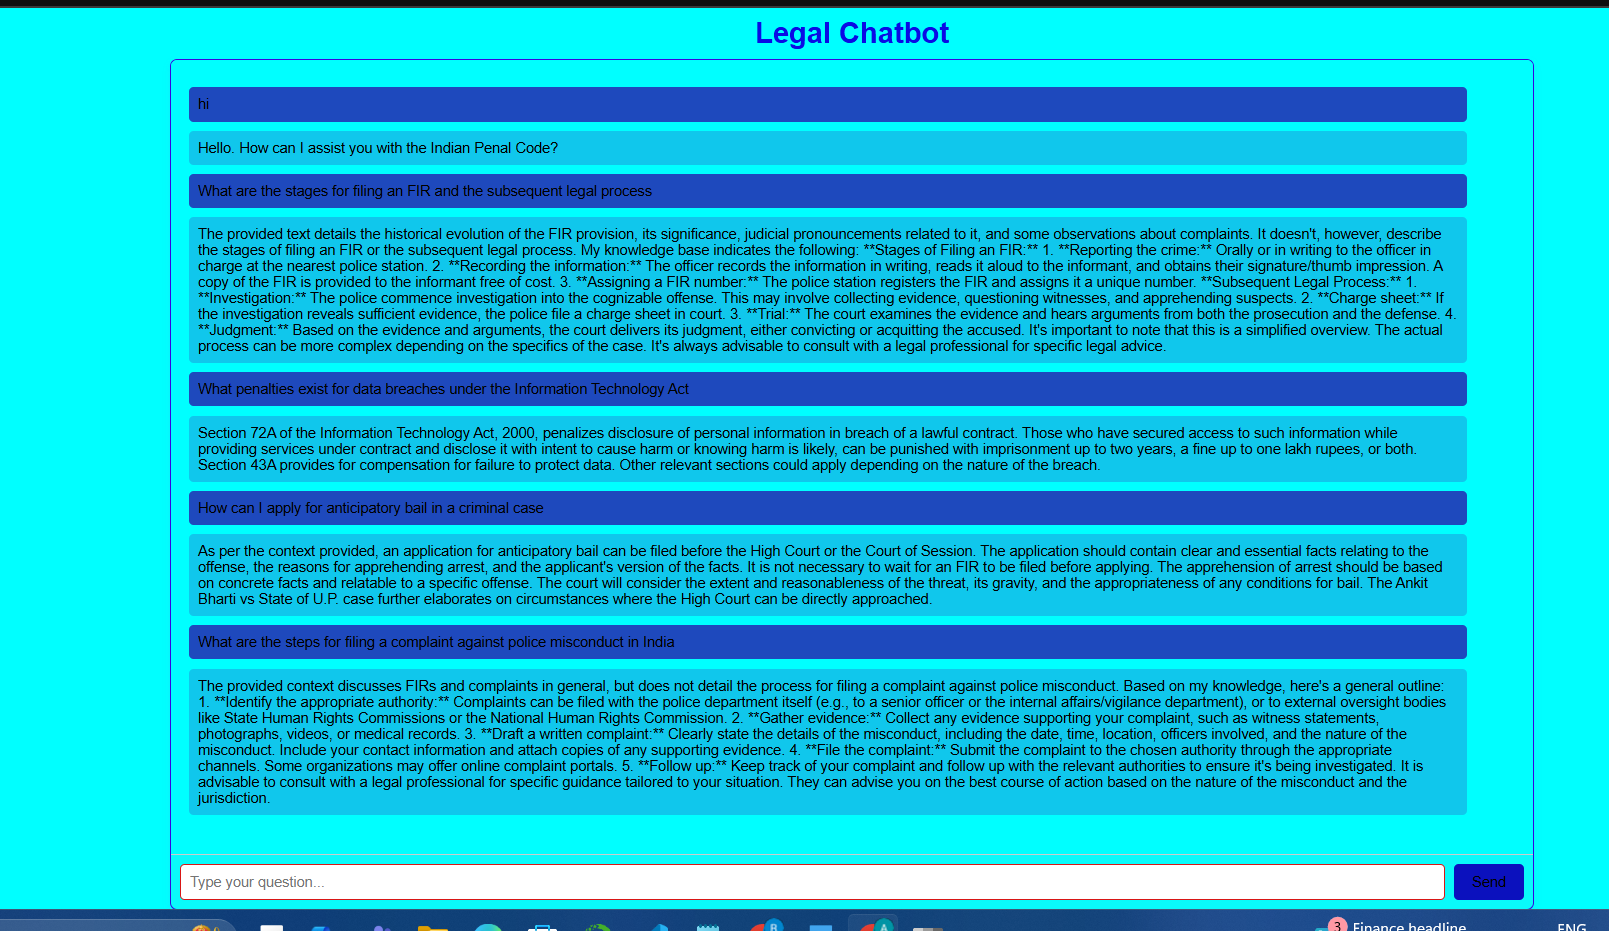 Legal Chatbot
hi
Hello. How can I assist you with the Indian Penal Code?
What are the stages for filing an FIR and the subsequent legal process
The provided text details the historical evolution of the FIR provision, its significance, judicial pronouncements related to it, and some observations about complaints. It doesn't, however, describe
the stages of filing an FIR or the subsequent legal process. My knowledge base indicates the following: **Stages of Filing an FIR:** 1. **Reporting the crime:** Orally or in writing to the officer in
charge at the nearest police station. 2. **Recording the information:** The officer records the information in writing, reads it aloud to the informant, and obtains their signature/thumb impression. A
copy of the FIR is provided to the informant free of cost. 3. **Assigning a FIR number:** The police station registers the FIR and assigns it a unique number. **Subsequent Legal Process:** 1.
**Investigation:** The police commence investigation into the cognizable offense. This may involve collecting evidence, questioning witnesses, and apprehending suspects. 2. **Charge sheet:** If
the investigation reveals sufficient evidence, the police file a charge sheet in court. 3. **Trial:** The court examines the evidence and hears arguments from both the prosecution and the defense. 4.
**Judgment:** Based on the evidence and arguments, the court delivers its judgment, either convicting or acquitting the accused. It's important to note that this is a simplified overview. The actual
process can be more complex depending on the specifics of the case. It's always advisable to consult with a legal professional for specific legal advice.
What penalties exist for data breaches under the Information Technology Act
Section 72A of the Information Technology Act, 2000, penalizes disclosure of personal information in breach of a lawful contract. Those who have secured access to such information while
providing services under contract and disclose it with intent to cause harm or knowing harm is likely, can be punished with imprisonment up to two years, a fine up to one lakh rupees, or both.
Section 43A provides for compensation for failure to protect data. Other relevant sections could apply depending on the nature of the breach.
How can I apply for anticipatory bail in a criminal case
As per the context provided, an application for anticipatory bail can be filed before the High Court or the Court of Session. The application should contain clear and essential facts relating to the
offense, the reasons for apprehending arrest, and the applicant's version of the facts. It is not necessary to wait for an FIR to be filed before applying. The apprehension of arrest should be based
on concrete facts and relatable to a specific offense. The court will consider the extent and reasonableness of the threat, its gravity, and the appropriateness of any conditions for bail. The Ankit
Bharti vs State of U.P. case further elaborates on circumstances where the High Court can be directly approached.
What are the steps for filing a complaint against police misconduct in India
The provided context discusses FIRs and complaints in general, but does not detail the process for filing a complaint against police misconduct. Based on my knowledge, here's a general outline:
1. **Identify the appropriate authority:** Complaints can be filed with the police department itself (e.g., to a senior officer or the internal affairs/vigilance department), or to external oversight bodies
like State Human Rights Commissions or the National Human Rights Commission. 2. **Gather evidence:** Collect any evidence supporting your complaint, such as witness statements,
photographs, videos, or medical records. 3. **Draft a written complaint:** Clearly state the details of the misconduct, including the date, time, location, officers involved, and the nature of the
misconduct. Include your contact information and attach copies of any supporting evidence. 4. **File the complaint:** Submit the complaint to the chosen authority through the appropriate
channels. Some organizations may offer online complaint portals. 5. **Follow up:** Keep track of your complaint and follow up with the relevant authorities to ensure it's being investigated. It is
advisable to consult with a legal professional for specific guidance tailored to your situation. They can advise you on the best course of action based on the nature of the misconduct and the
jurisdiction.
Type your question...
Send
B
A
3
Finance headline
ENG